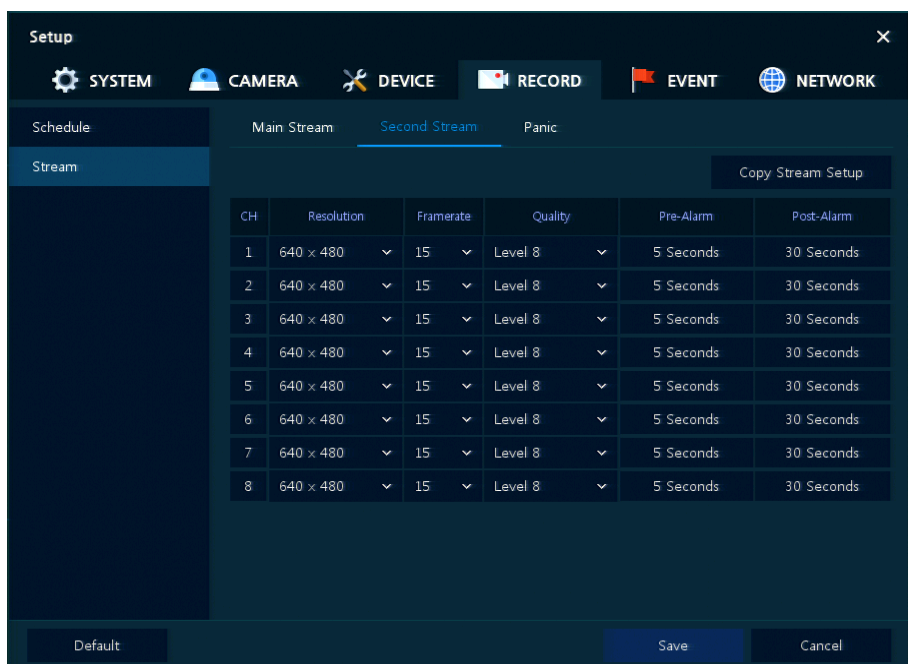 Setup
SYSTEM CAMERA DEVICE RECORD EVENT NETWORK
Schedule
Stream
Main Stream Second Stream Panic
Copy Stream Setup
CH Resolution Framerate Quality Pre-Alarm Post-Alarm
1 640 x 480 15 Level 8 5 Seconds 30 Seconds
2 640 x 480 15 Level 8 5 Seconds 30 Seconds
3 640 x 480 15 Level 8 5 Seconds 30 Seconds
4 640 x 480 15 Level 8 5 Seconds 30 Seconds
5 640 x 480 15 Level 8 5 Seconds 30 Seconds
6 640 x 480 15 Level 8 5 Seconds 30 Seconds
7 640 x 480 15 Level 8 5 Seconds 30 Seconds
8 640 x 480 15 Level 8 5 Seconds 30 Seconds
Default Save Cancel